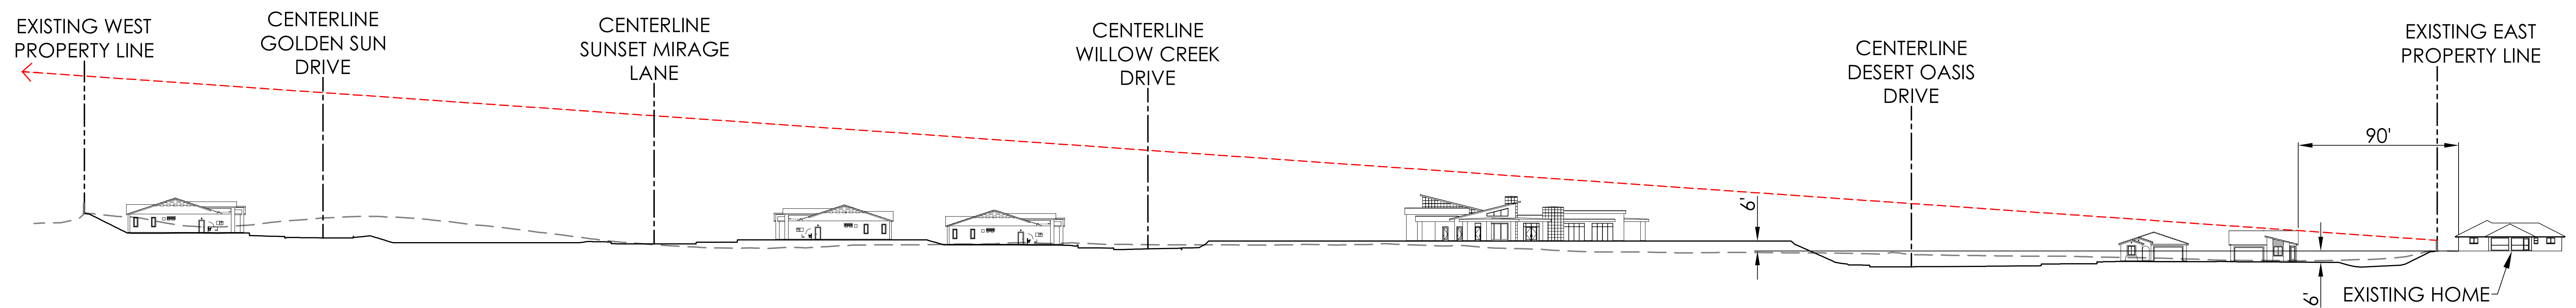 EXISTING WEST
PROPERTY LINE
CENTERLINE
GOLDEN SUN
DRIVE
CENTERLINE
SUNSET MIRAGE
LANE
CENTERLINE
WILLOW CREEK
DRIVE
CENTERLINE
DESERT OASIS
DRIVE
EXISTING EAST
PROPERTY LINE
90'
6'
6'
EXISTING HOME